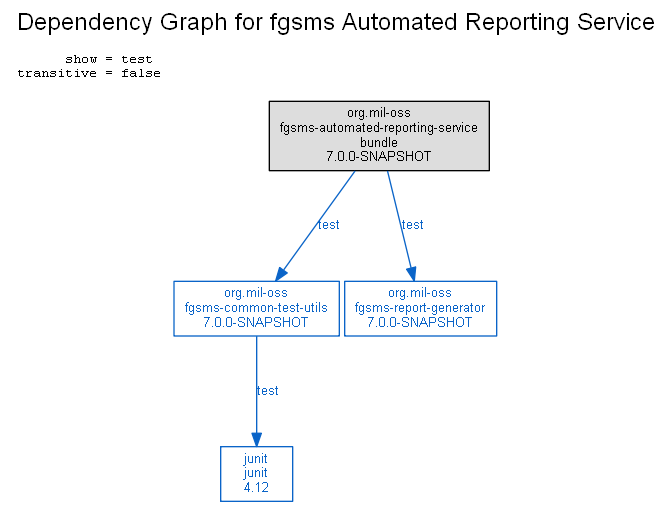 Dependency Graph for fgsms Automated Reporting Service
show = test
transitive = false
org.mil-oss
fgsms-automated-reporting-service
bundle
7.0.0-SNAPSHOT
test
test
org.mil-oss
fgsms-common-test-utils
7.0.0-SNAPSHOT
org.mil-oss
fgsms-report-generator
7.0.0-SNAPSHOT
test
junit
junit
4.12